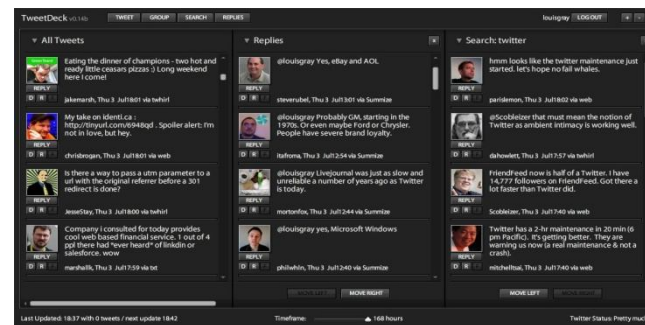 TweetDeck v0.14b TWEET GROUP SEARCH REPLIES louisgray LOG OUT + -
All Tweets
Eating the dinner of champions - two hot and
ready little ceasars pizzas ;) Long weekend
here i come!
REPLY
D R
jakemarsh, Thu 3 Jul18:01 via twhirl
My take on identi.ca :
http://tinyurl.com/6948qd . Spoiler alert: I'm
not in love, but hey.
REPLY
D R
chrisbrogan, Thu 3 Jul18:01 via web
Is there a way to pass a utm parameter to a
url with the original referrer before a 301
redirect is done?
REPLY
D R
JesseStay, Thu 3 Jul18:00 via twhirl
Company i consulted for today provides
cool web based financial service. 1 out of 4
ppl there had *ever heard* of linkdin or
salesforce. wow
REPLY
D R
marshallk, Thu 3 Jul17:59 via txt
Replies
@louisgray Yes, eBay and AOL
REPLY
D R
steverubel, Thu 3 Jul13:01 via Summize
@louisgray Probably GM, starting in the
1970s. Or even maybe Ford or Chrysler.
People have severe brand loyalty.
REPLY
D R
itafroma, Thu 3 Jul12:54 via Summize
@louisgray Livejournal was just as slow and
unreliable a number of years ago as Twitter
is today.
REPLY
D R
mortonfox, Thu 3 Jul12:44 via Summize
@louisgray yes, Microsoft Windows
REPLY
D R
philwhln, Thu 3 Jul12:40 via Summize
MOVE LEFT MOVE RIGHT
Search: twitter
hmm looks like the twitter maintenance just
started. let's hope no fail whales.
REPLY
D R
parislemon, Thu 3 Jul18:02 via web
@Scobleizer that must mean the notion of
Twitter as ambient intimacy is working well.
REPLY
D R
dahowlett, Thu 3 Jul17:57 via twhirl
FriendFeed now is half of a Twitter. I have
14,777 followers on FriendFeed. Got there a
lot faster than Twitter did.
REPLY
D R
Scobleizer, Thu 3 Jul17:40 via web
Twitter has a 2-hr maintenance in 20 min (6
pm Pacific). It's getting better. They are
warning us now (a real maintenance & not a
crash).
REPLY
D R
mitchelltsai, Thu 3 Jul17:40 via web
MOVE LEFT MOVE RIGHT
Last Updated: 18:37 with 0 tweets / next update 18:42 Timeframe: 168 hours Twitter Status: Pretty muc